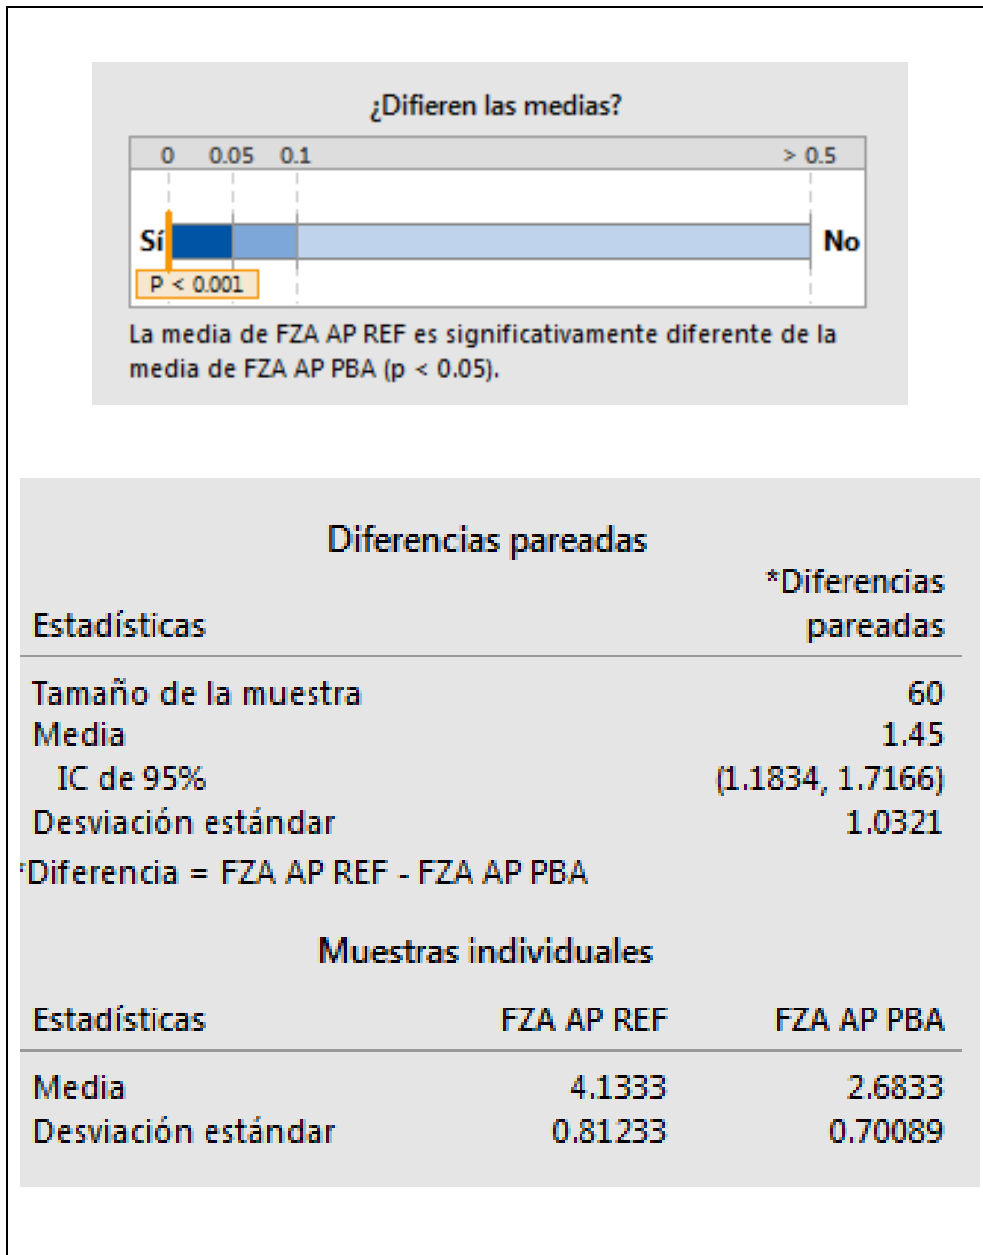 ¿Difieren las medias?
0 0.05 0.1 > 0.5
Sí No
P < 0.001
La media de FZA AP REF es significativamente diferente de la
media de FZA AP PBA (p < 0.05).
Diferencias pareadas
*Diferencias
Estadísticas pareadas
Tamaño de la muestra 60
Media 1.45
IC de 95% (1.1834, 1.7166)
Desviación estándar 1.0321
*Diferencia = FZA AP REF - FZA AP PBA
Muestras individuales
Estadísticas FZA AP REF FZA AP PBA
Media 4.1333 2.6833
Desviación estándar 0.81233 0.70089